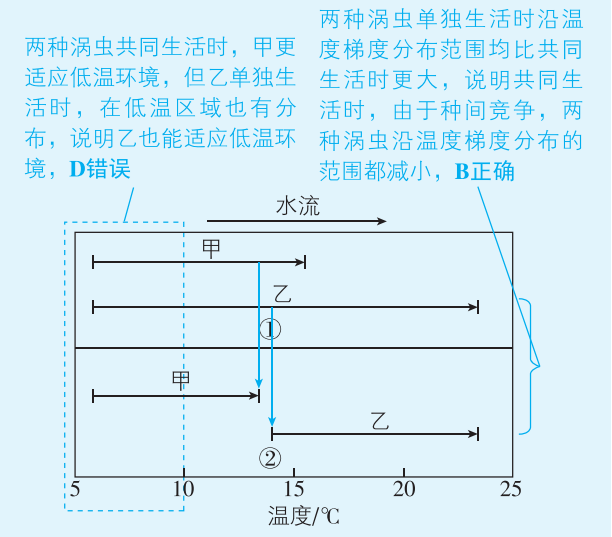 两种涡虫共同生活时，甲更
适应低温环境，但乙单独生
活时，在低温区域也有分
布，说明乙也能适应低温环
境，D错误
两种涡虫单独生活时沿温
度梯度分布范围均比共同
生活时更大，说明共同生
活时，由于种间竞争，两
种涡虫沿温度梯度分布的
范围都减小，B正确
水流
甲
乙
①
甲
乙
②
5 10 15 20 25
温度/℃